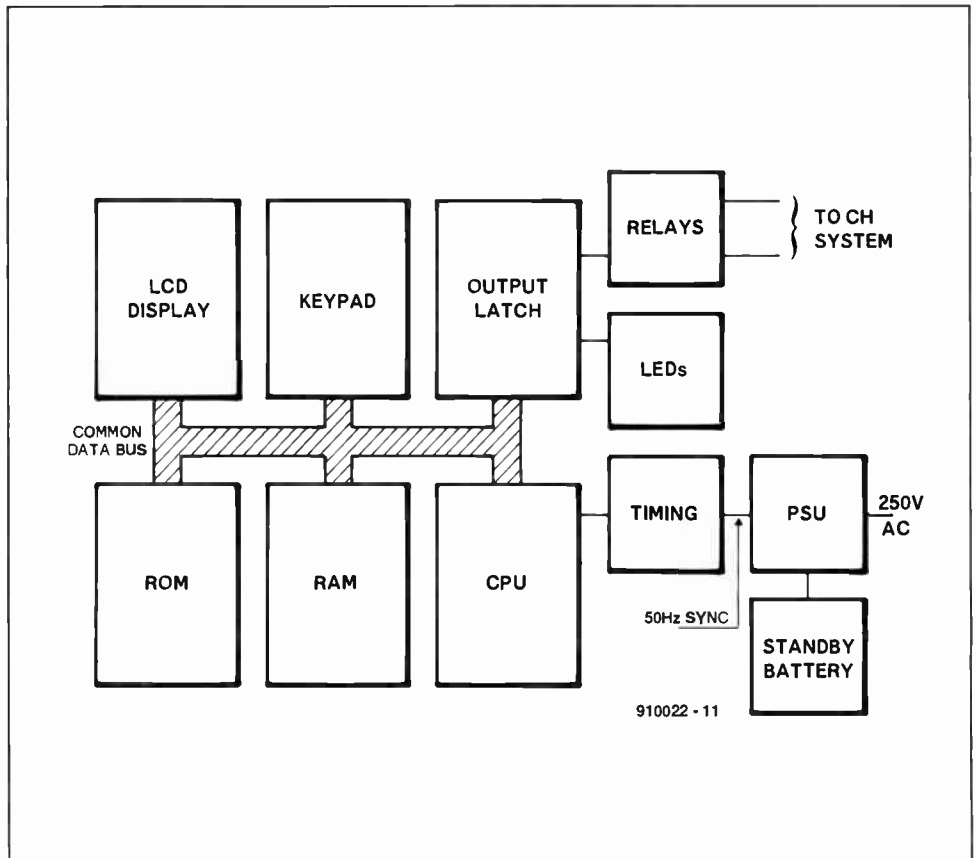 LCD
DISPLAY
KEYPAD
OUTPUT
LATCH
RELAYS
TO CH
SYSTEM
LEDs
COMMON
DATA BUS
ROM
RAM
CPU
TIMING
PSU
250V
AC
50Hz SYNC
STANDBY
BATTERY
910022 - 11